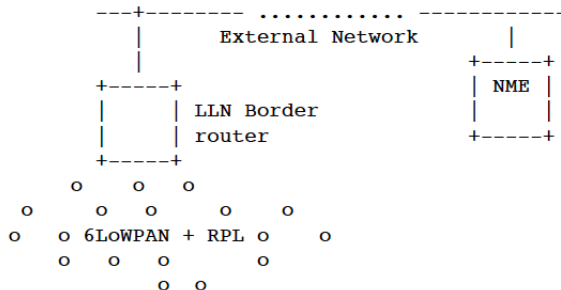 ---+-------- ............ ------------
External Network
+-----+
NME
+-----+
+-----+
LLN Border
router
+-----+
o o o
o o o o o
o o 6LoWPAN + RPL o o
o o o o
o o